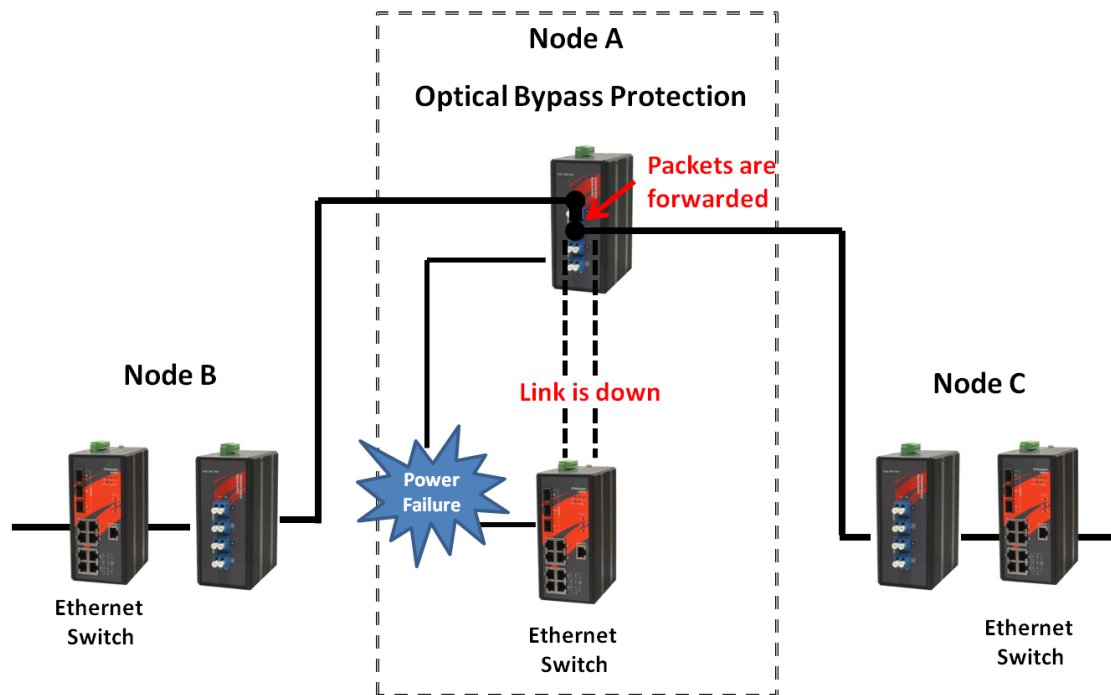 Node A
Optical Bypass Protection
Packets are
forwarded
Node B
Link is down
Node C
Power
Failure
Ethernet
Switch
Ethernet
Switch
Ethernet
Switch